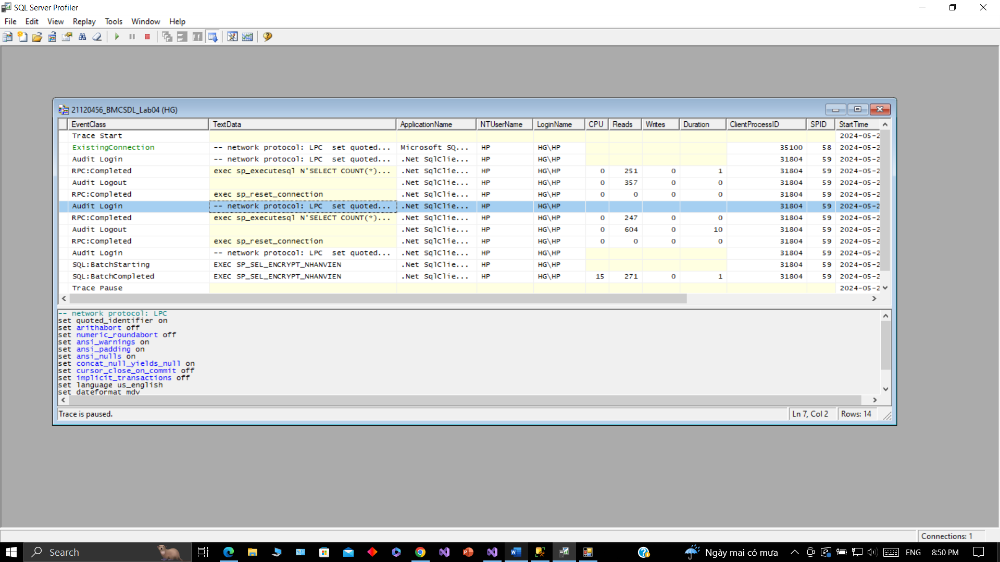 SQL Server Profiler
File Edit View Replay Tools Window Help
21120456_BMCSDL_Lab04 (HG)
EventClass TextData ApplicationName NTUserName LoginName CPU Reads Writes Duration ClientProcessID SPID StartTime
Trace Start 2024-05-2
ExistingConnection -- network protocol: LPC set quoted... Microsoft SQ... HP HG\HP 35100 58 2024-05-2
Audit Login -- network protocol: LPC set quoted... .Net SqlClie... HP HG\HP 31804 59 2024-05-2
RPC:Completed exec sp_executesql N'SELECT COUNT(*)... .Net SqlClie... HP HG\HP 0 251 0 1 31804 59 2024-05-2
Audit Logout .Net SqlClie... HP HG\HP 0 357 0 0 31804 59 2024-05-2
RPC:Completed exec sp_reset_connection .Net SqlClie... HP HG\HP 0 0 0 0 31804 59 2024-05-2
Audit Login -- network protocol: LPC set quoted... .Net SqlClie... HP HG\HP 31804 59 2024-05-2
RPC:Completed exec sp_executesql N'SELECT COUNT(*)... .Net SqlClie... HP HG\HP 0 247 0 0 31804 59 2024-05-2
Audit Logout .Net SqlClie... HP HG\HP 0 604 0 10 31804 59 2024-05-2
RPC:Completed exec sp_reset_connection .Net SqlClie... HP HG\HP 0 0 0 0 31804 59 2024-05-2
Audit Login -- network protocol: LPC set quoted... .Net SqlClie... HP HG\HP 31804 59 2024-05-2
SQL:BatchStarting EXEC SP_SEL_ENCRYPT_NHANVIEN .Net SqlClie... HP HG\HP 31804 59 2024-05-2
SQL:BatchCompleted EXEC SP_SEL_ENCRYPT_NHANVIEN .Net SqlClie... HP HG\HP 15 271 0 1 31804 59 2024-05-2
Trace Pause 2024-05-2
-- network protocol: LPC
set quoted_identifier on
set arithabort off
set numeric_roundabort off
set ansi_warnings on
set ansi_padding on
set ansi_nulls on
set concat_null_yields_null on
set cursor_close_on_commit off
set implicit_transactions off
set language us_english
set dateformat mdy
Trace is paused. Ln 7, Col 2 Rows: 14
Connections: 1
Search Ngày mai có mưa ENG 8:50 PM